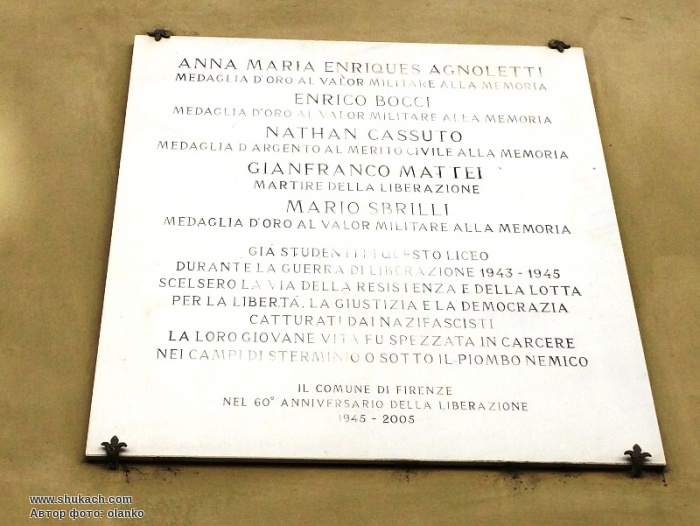 ANNA MARIA ENRIQUES AGNOLETTI
MEDAGLIA D'ORO AL VALOR MILITARE ALLA MEMORIA
ENRICO BOCCI
MEDAGLIA D'ORO AL VALOR MILITARE ALLA MEMORIA
NATHAN CASSUTO
MEDAGLIA D'ARGENTO AL MERITO CIVILE ALLA MEMORIA
GIANFRANCO MATTEI
MARTIRE DELLA LIBERAZIONE
MARIO SBRILLI
MEDAGLIA D'ORO AL VALOR MILITARE ALLA MEMORIA
GIÀ STUDENTI DI QUESTO LICEO
DURANTE LA GUERRA DI LIBERAZIONE 1943 - 1945
SCELSERO LA VIA DELLA RESISTENZA E DELLA LOTTA
PER LA LIBERTÀ, LA GIUSTIZIA E LA DEMOCRAZIA
CATTURATI DAI NAZIFASCISTI
LA LORO GIOVANE VITA FU SPEZZATA IN CARCERE
NEI CAMPI DI STERMINIO O SOTTO IL PIOMBO NEMICO
IL COMUNE DI FIRENZE
NEL 60° ANNIVERSARIO DELLA LIBERAZIONE
1945 - 2005
www.shukach.com
Автор фото: olanko